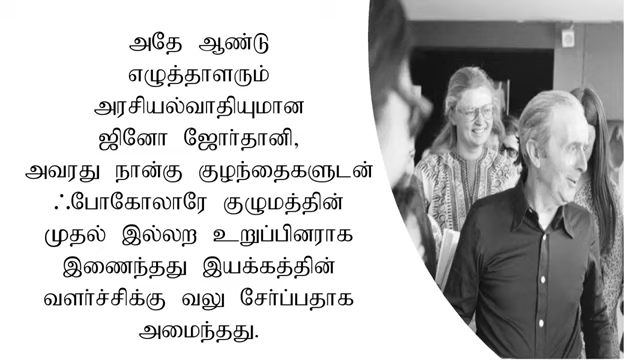 அதே ஆண்டு
எழுத்தாளரும்
அரசியல்வாதியுமான
ஜினோ ஜோர்தானி,
அவரது நான்கு குழந்தைகளுடன்
ஃபோகோலாரே குழுமத்தின்
முதல் இல்லற உறுப்பினராக
இணைந்தது இயக்கத்தின்
வளர்ச்சிக்கு வலு சேர்ப்பதாக
அமைந்தது.